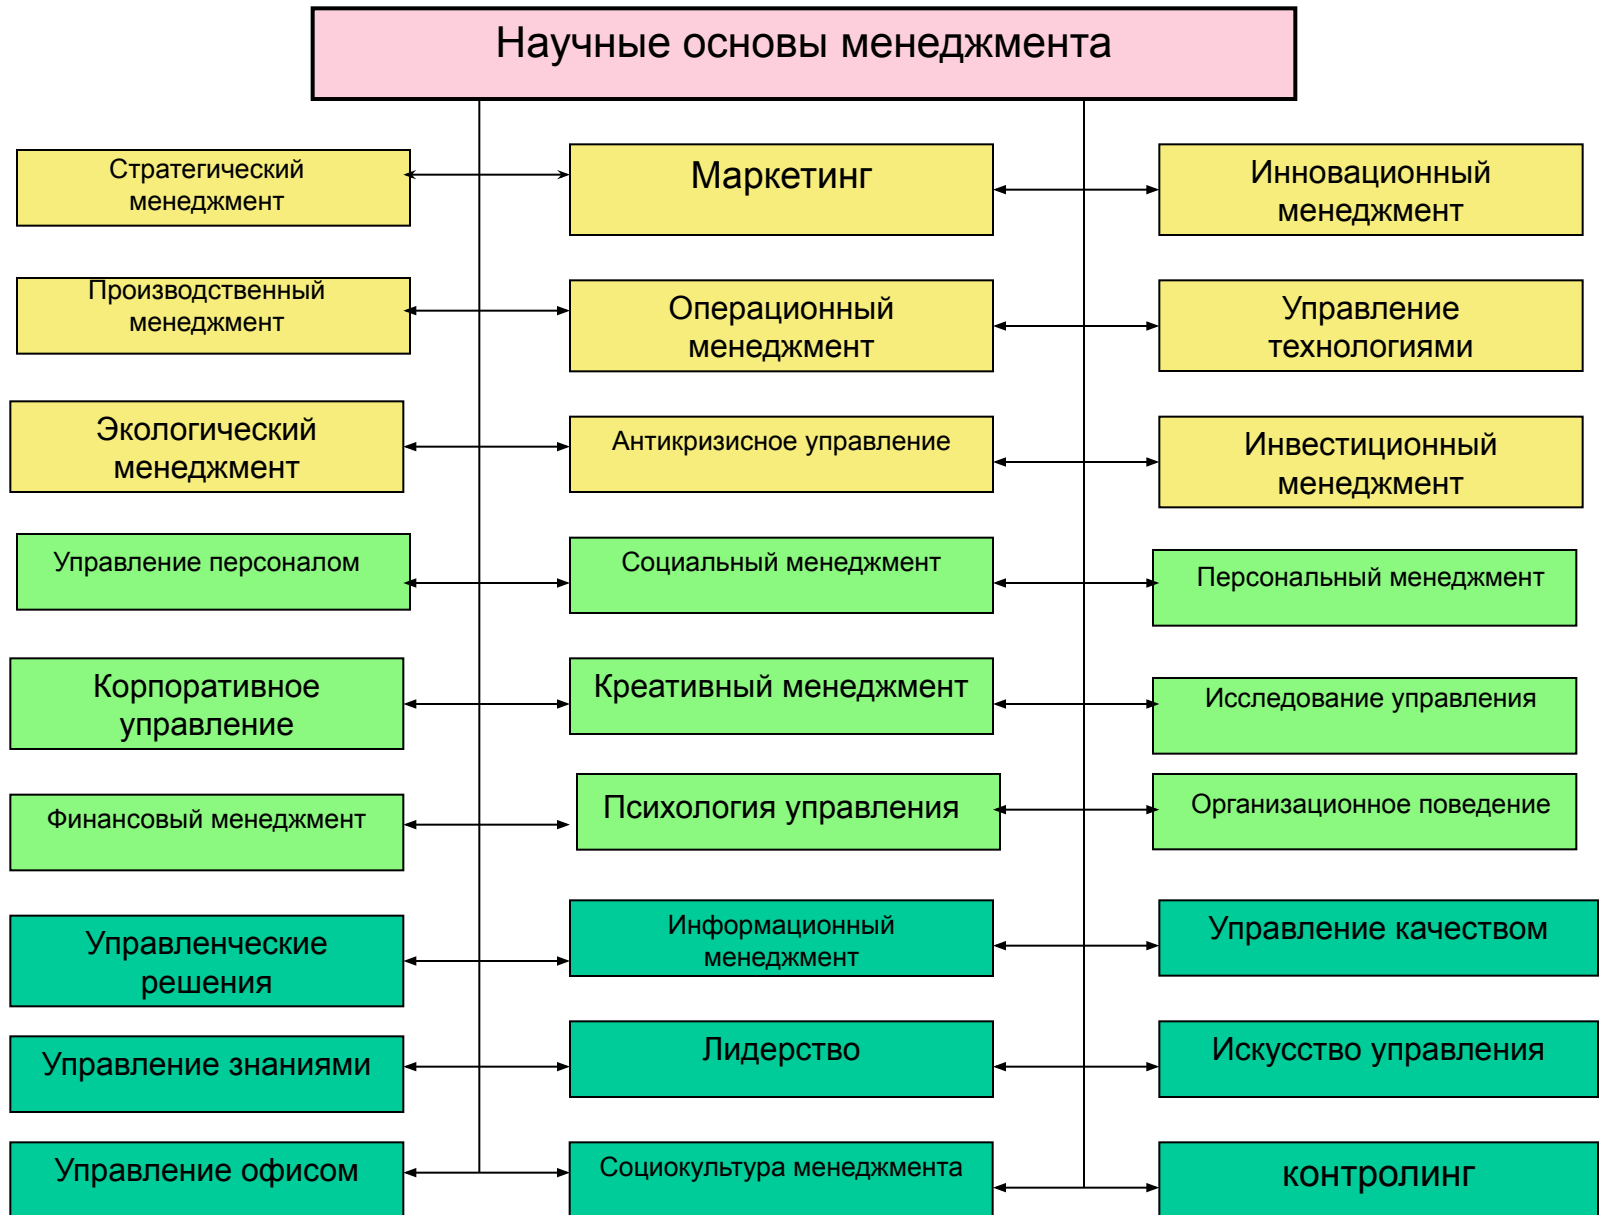 Научные основы менеджмента
Стратегический
менеджмент
Маркетинг
Инновационный
менеджмент
Производственный
менеджмент
Операционный
менеджмент
Управление
технологиями
Экологический
менеджмент
Антикризисное управление
Инвестиционный
менеджмент
Управление персоналом
Социальный менеджмент
Персональный менеджмент
Корпоративное
управление
Креативный менеджмент
Исследование управления
Финансовый менеджмент
Психология управления
Организационное поведение
Управленческие
решения
Информационный
менеджмент
Управление качеством
Управление знаниями
Лидерство
Искусство управления
Управление офисом
Социокультура менеджмента
контролинг